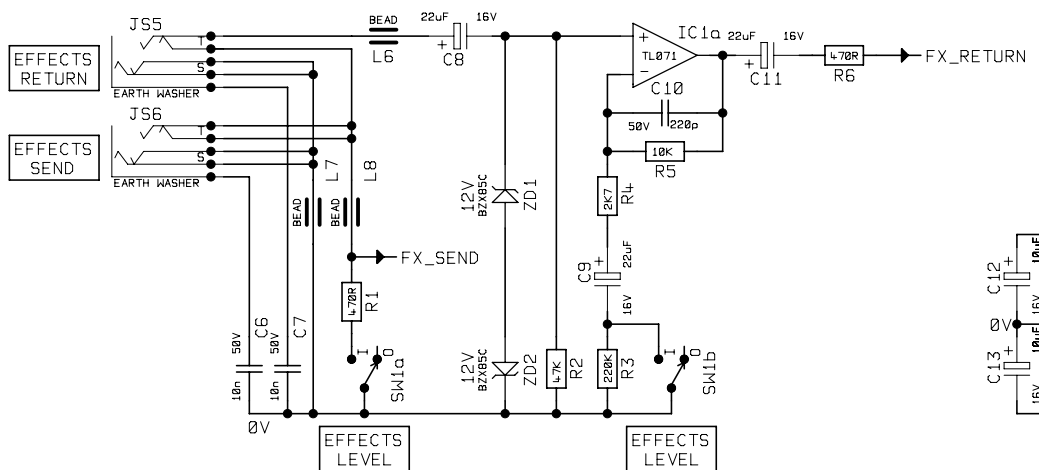 JS5
T
S
EFFECTS
RETURN
EARTH WASHER
JS6
T
S
EFFECTS
SEND
EARTH WASHER
BEAD
L6
22uF
16V
+
C8
IC1a
+
TL071
−
22uF
16V
+
C11
470R
R6
FX_RETURN
C10
50V
220p
10K
R5
2K7
R4
C9
+
22uF
16V
L7
L8
BEAD
BEAD
FX_SEND
470R
R1
12V
BZX85C
ZD1
12V
BZX85C
ZD2
47K
R2
220K
R3
I
O
SW1a
I
O
SW1b
50V
C6
10n
50V
C7
10n
0V
EFFECTS
LEVEL
EFFECTS
LEVEL
C12
+
10uF
16V
0V
C13
+
10uF
16V